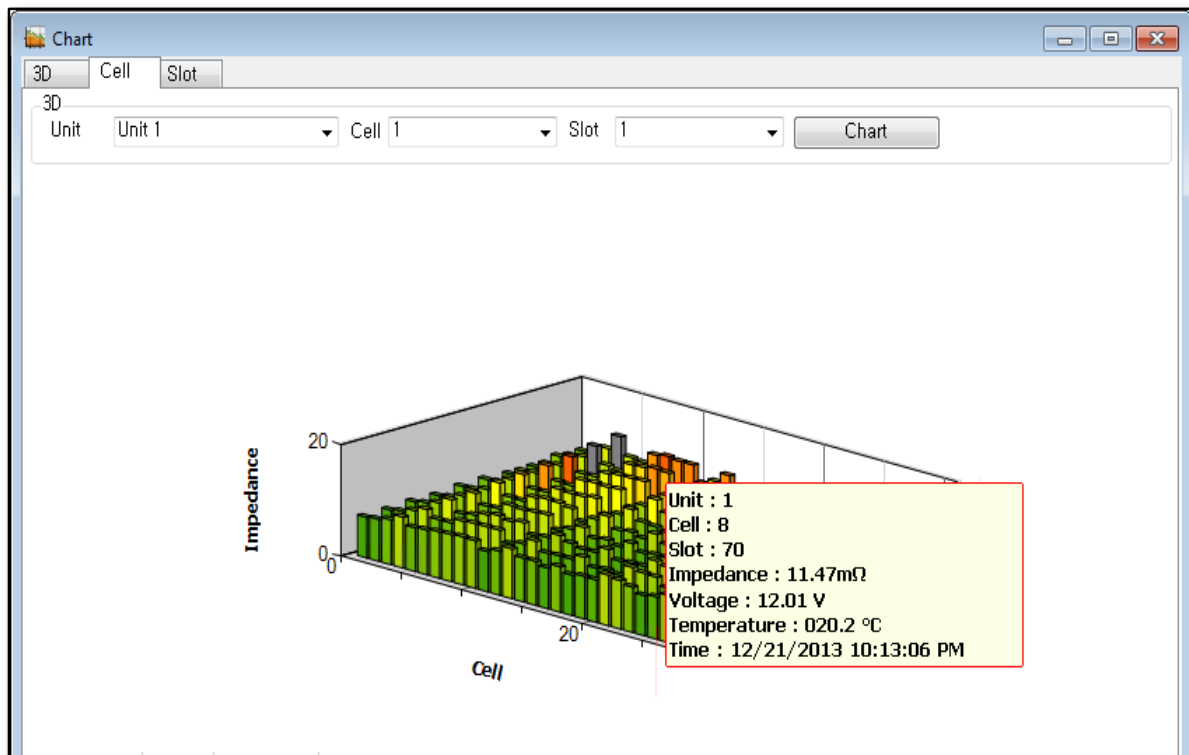 Chart
3D Cell Slot
3D
Unit Unit 1 Cell 1 Slot 1 Chart
20
Impedance
0
0
20
Cell
Unit : 1
Cell : 8
Slot : 70
Impedance : 11.47mΩ
Voltage : 12.01 V
Temperature : 020.2 ºC
Time : 12/21/2013 10:13:06 PM